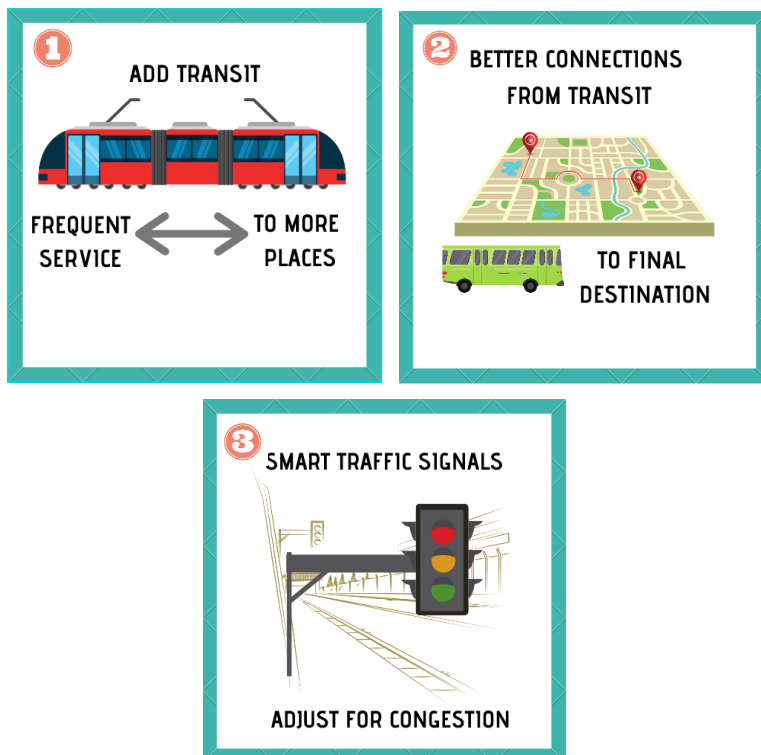 1
ADD TRANSIT
FREQUENT
SERVICE
TO MORE
PLACES
2
BETTER CONNECTIONS
FROM TRANSIT
TO FINAL
DESTINATION
3
SMART TRAFFIC SIGNALS
ADJUST FOR CONGESTION